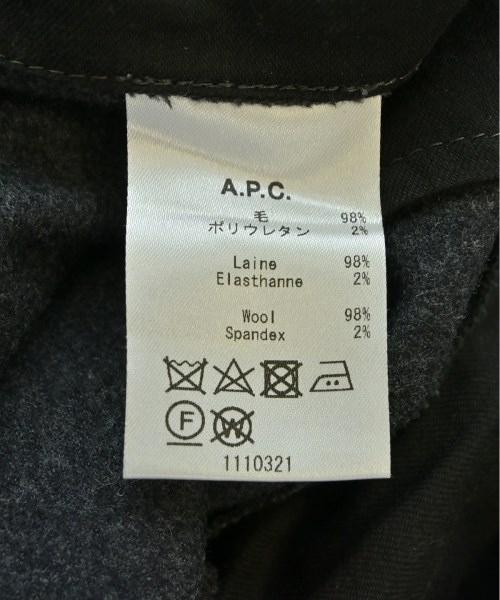 A.P.C.
毛 98%
ポリウレタン 2%
Laine 98%
Elasthanne 2%
Wool 98%
Spandex 2%
F W
1110321